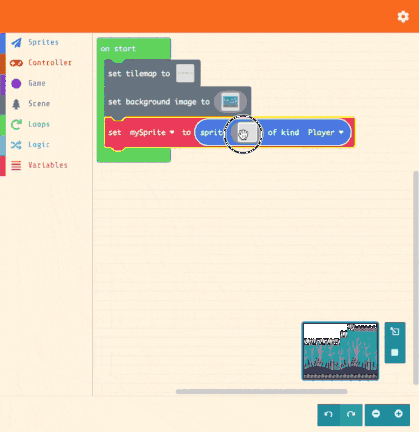 Sprites
Controller
Game
Scene
Loops
Logic
Variables
on start
set tilemap to
set background image to
set mySprite to sprit of kind Player